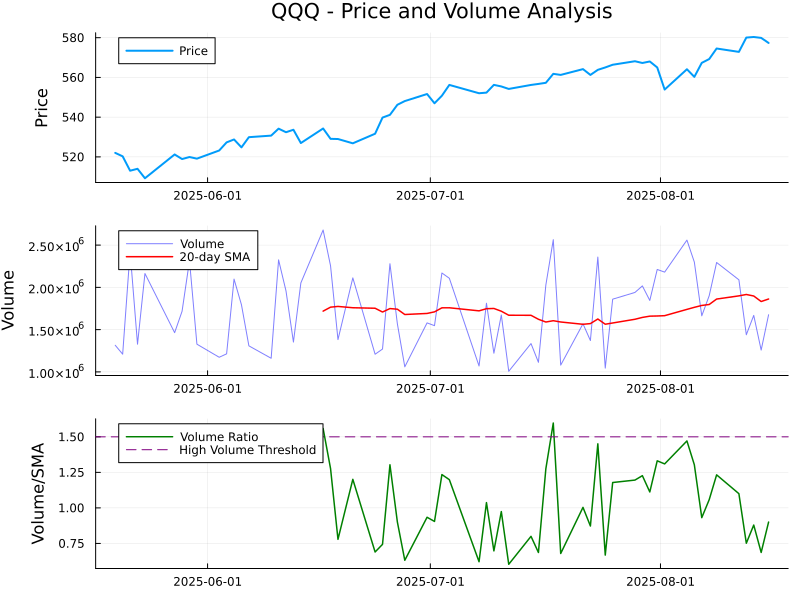 QQQ - Price and Volume Analysis
Price
580
560
540
520
Price
2025-06-01
2025-07-01
2025-08-01
Volume
2.50×10⁶
2.00×10⁶
1.50×10⁶
1.00×10⁶
Volume
20-day SMA
2025-06-01
2025-07-01
2025-08-01
Volume/SMA
1.50
1.25
1.00
0.75
Volume Ratio
High Volume Threshold
2025-06-01
2025-07-01
2025-08-01